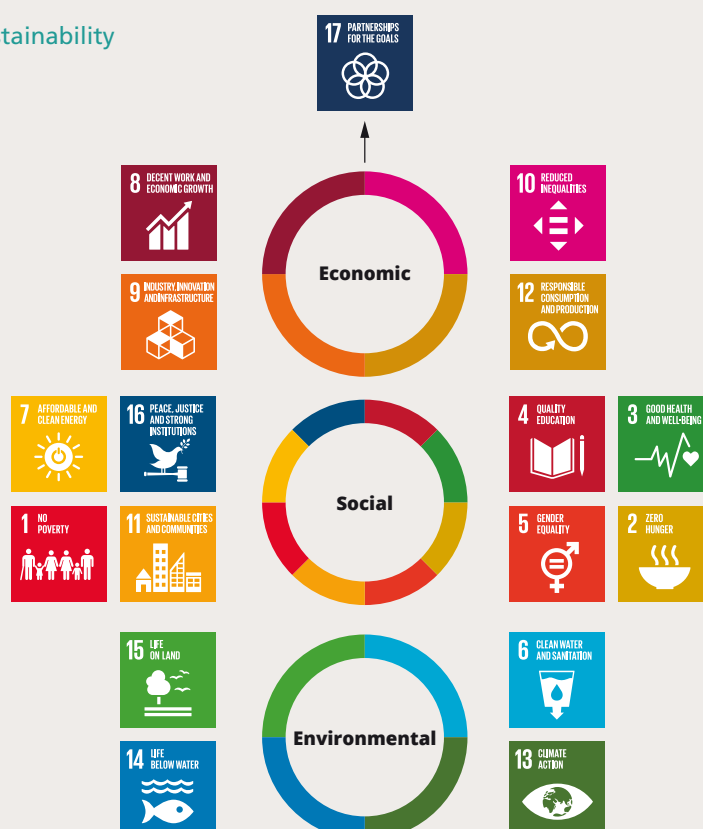 tainability
17 PARTNERSHIPS
FOR THE GOALS
8 DECENT WORK AND
ECONOMIC GROWTH
10 REDUCED
INEQUALITIES
Economic
9 INDUSTRY, INNOVATION
ANDINFRASTRUCTURE
12 RESPONSIBLE
CONSUMPTION
AND PRODUCTION
7 AFFORDABLE AND
CLEAN ENERGY
16 PEACE, JUSTICE
AND STRONG
INSTITUTIONS
4 QUALITY
EDUCATION
3 GOOD HEALTH
AND WELL-BEING
Social
1 NO
POVERTY
11 SUSTAINABLE CITIES
AND COMMUNITIES
5 GENDER
EQUALITY
2 ZERO
HUNGER
15 LIFE
ON LAND
6 CLEAN WATER
AND SANITATION
Environmental
14 LIFE
BELOW WATER
13 CLIMATE
ACTION